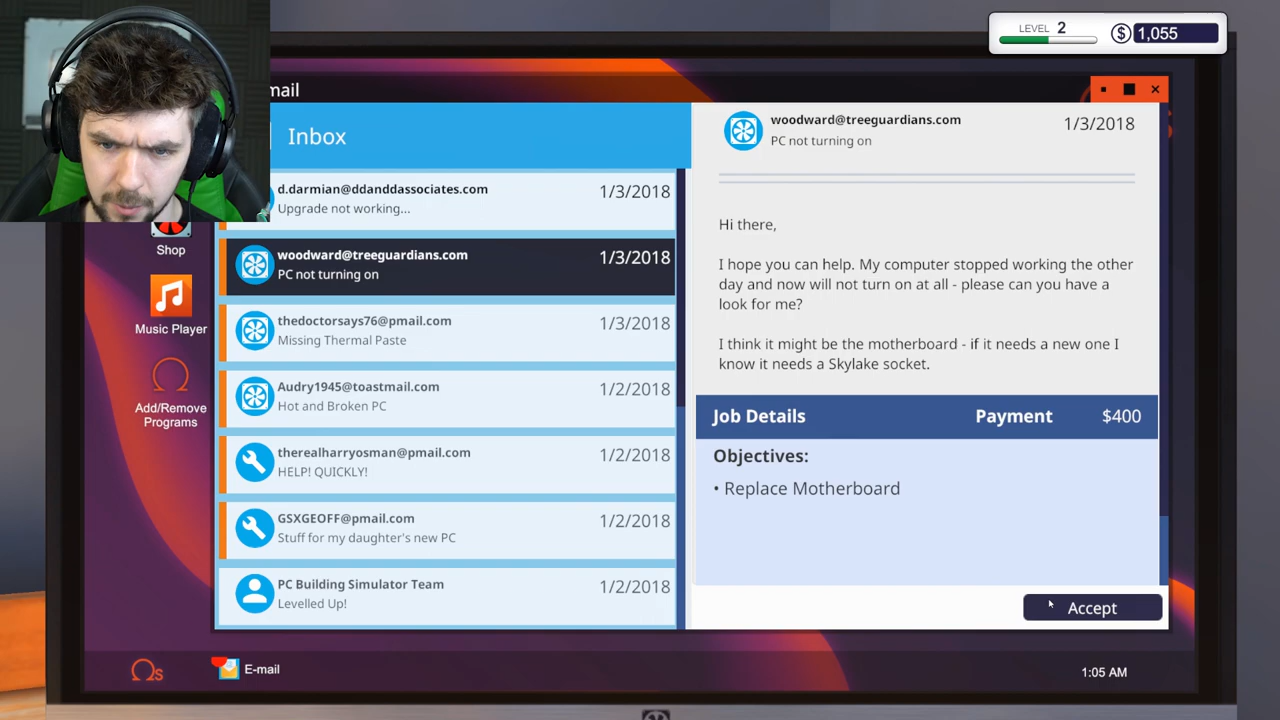 LEVEL 2
$ 1,055
mail
Inbox
d.darmian@ddanddassociates.com 1/3/2018
Upgrade not working...
woodward@treeguardians.com 1/3/2018
PC not turning on
thedoctorsays76@pmail.com 1/3/2018
Missing Thermal Paste
Audry1945@toastmail.com 1/2/2018
Hot and Broken PC
therealharryosman@pmail.com 1/2/2018
HELP! QUICKLY!
GSXGEOFF@pmail.com 1/2/2018
Stuff for my daughter's new PC
PC Building Simulator Team 1/2/2018
Levelled Up!
Shop
Music Player
Add/Remove
Programs
woodward@treeguardians.com 1/3/2018
PC not turning on
Hi there,
I hope you can help. My computer stopped working the other
day and now will not turn on at all - please can you have a
look for me?
I think it might be the motherboard - if it needs a new one I
know it needs a Skylake socket.
Job Details Payment $400
Objectives:
• Replace Motherboard
Accept
Ωs
E-mail
1:05 AM